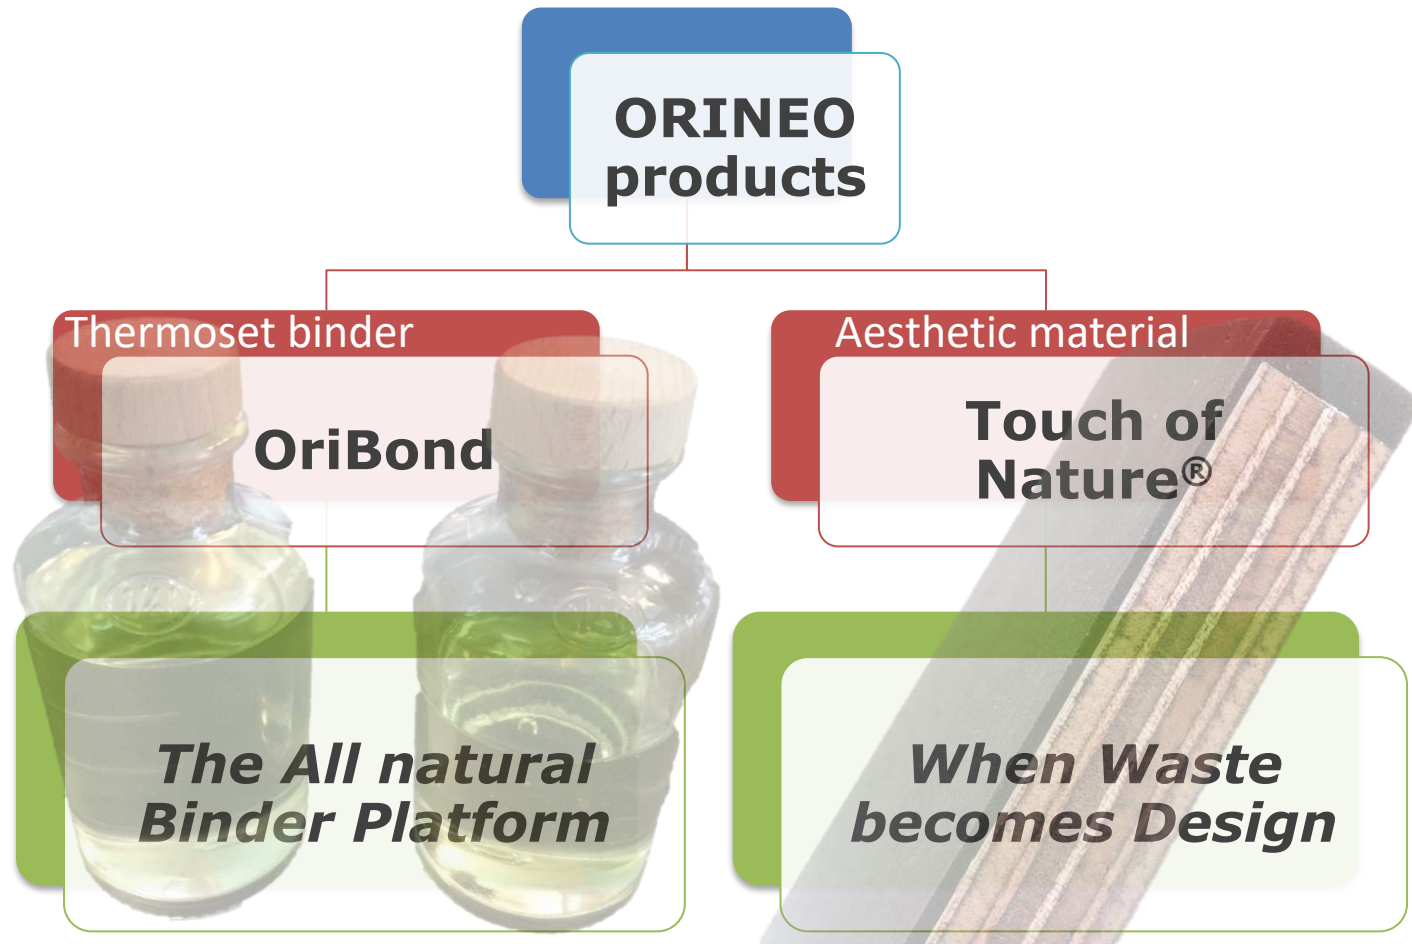 ORINEO
products
Thermoset binder
OriBond
The All natural
Binder Platform
Aesthetic material
Touch of
Nature®
When Waste
becomes Design